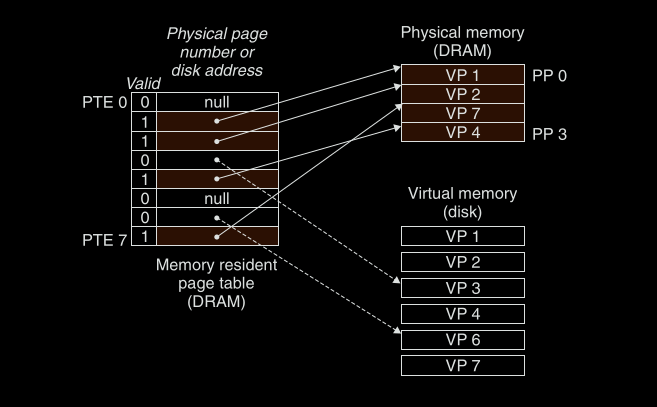 Physical page
number or
disk address
Valid
PTE 0
0
null
1
1
0
1
0
null
0
PTE 7
1
Memory resident
page table
(DRAM)
Physical memory
(DRAM)
VP 1
PP 0
VP 2
VP 7
VP 4
PP 3
Virtual memory
(disk)
VP 1
VP 2
VP 3
VP 4
VP 6
VP 7